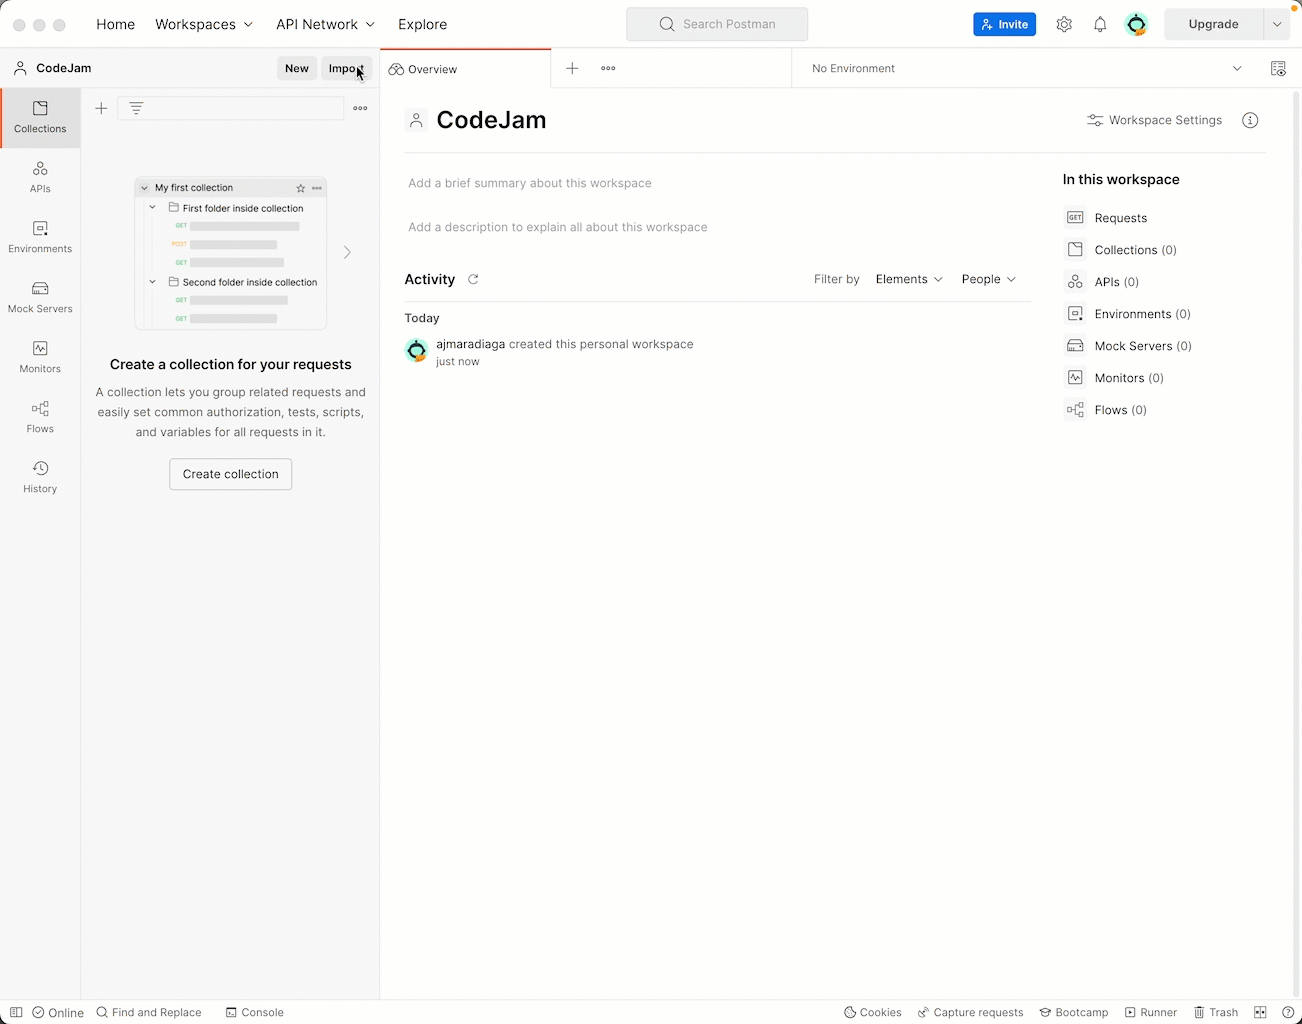 Home Workspaces API Network Explore Search Postman Invite Upgrade
CodeJam New Import Overview No Environment
Collections
APIs
Environments
Mock Servers
Monitors
Flows
History
My first collection
First folder inside collection
GET
POST
GET
Second folder inside collection
GET
GET
Create a collection for your requests
A collection lets you group related requests and
easily set common authorization, tests, scripts,
and variables for all requests in it.
Create collection
CodeJam Workspace Settings
Add a brief summary about this workspace
Add a description to explain all about this workspace
Activity Filter by Elements People
Today
ajmaradiaga created this personal workspace
just now
In this workspace
GET Requests
Collections (0)
APIs (0)
Environments (0)
Mock Servers (0)
Monitors (0)
Flows (0)
Online Find and Replace Console Cookies Capture requests Bootcamp Runner Trash